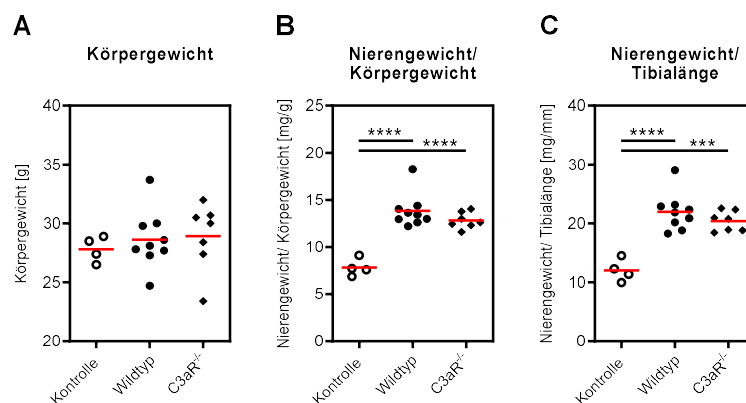 A
Körpergewicht
Körpergewicht [g]
40
35
30
25
20
Kontrolle
Wildtyp
C3aR-/-
B
Nierengewicht/
Körpergewicht
Nierengewicht/ Körpergewicht [mg/g]
25
20
15
10
5
0
****
****
Kontrolle
Wildtyp
C3aR-/-
C
Nierengewicht/
Tibialänge
Nierengewicht/ Tibialänge [mg/mm]
40
30
20
10
0
****
***
Kontrolle
Wildtyp
C3aR-/-